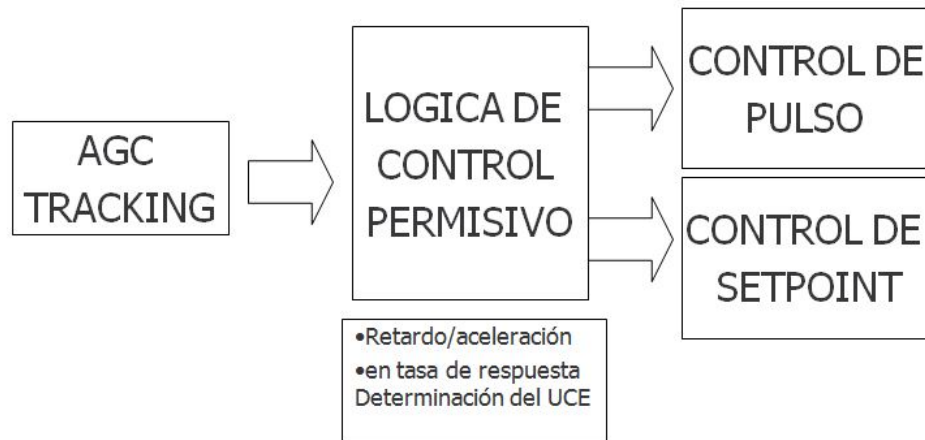 AGC
TRACKING
LOGICA DE
CONTROL
PERMISIVO
CONTROL DE
PULSO
CONTROL DE
SETPOINT
•Retardo/aceleración
•en tasa de respuesta
Determinación del UCE